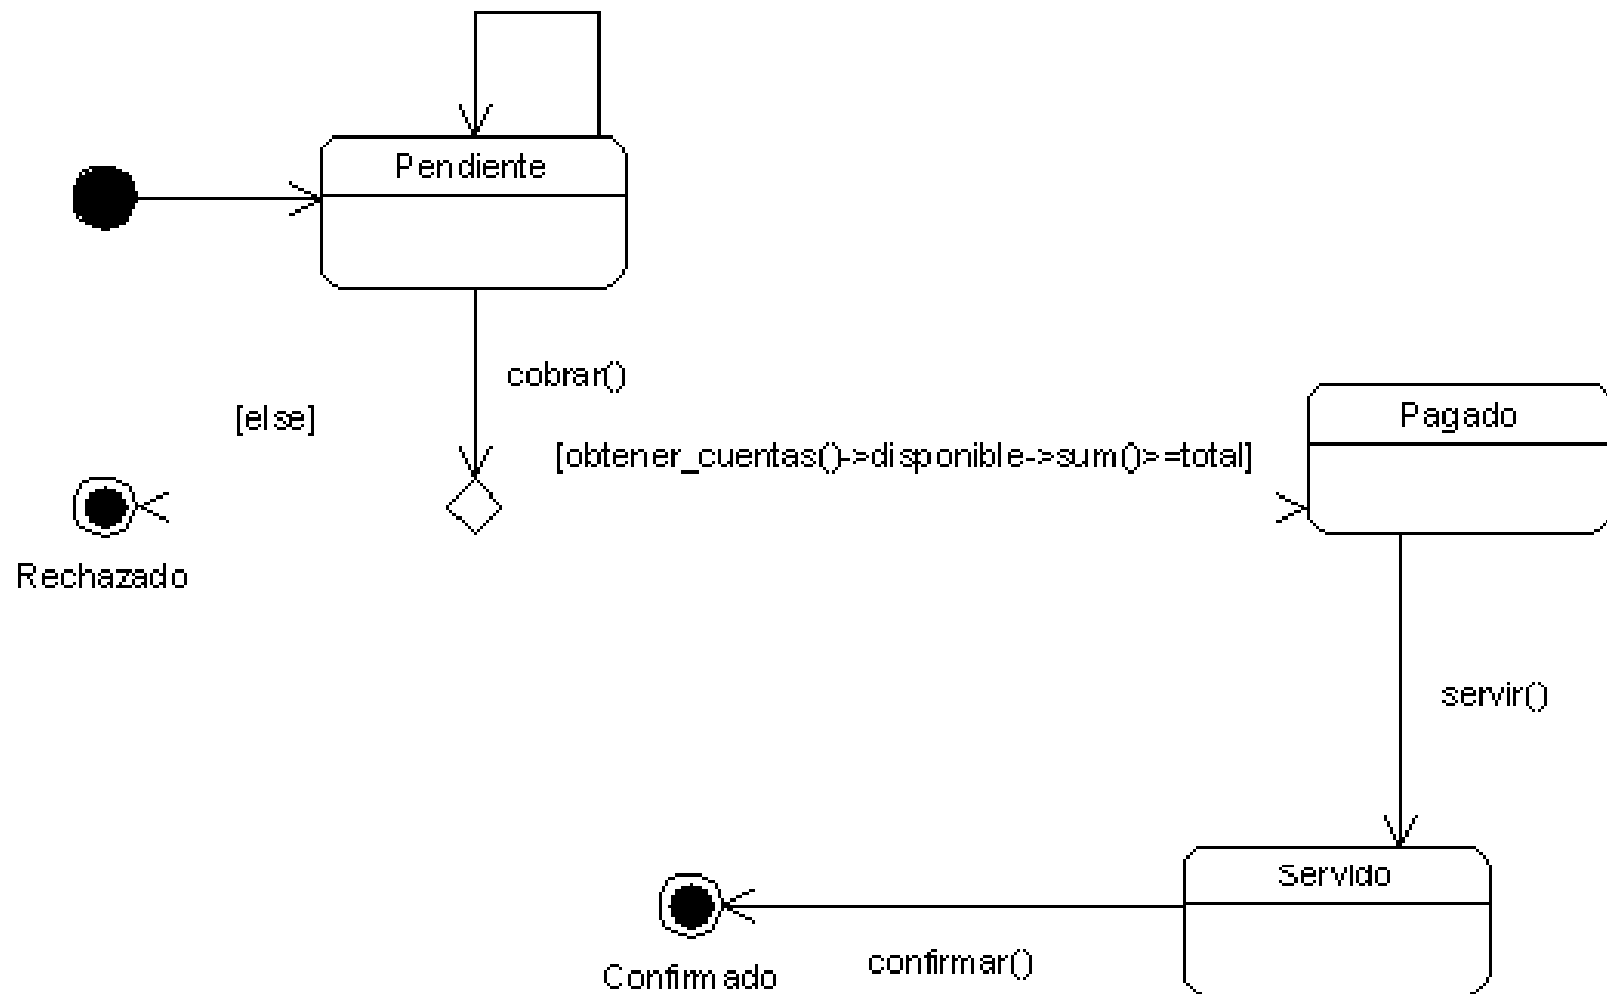 Pendiente
cobrar()
[else]
Pagado
[obtener_cuentas()->disponible->sum()>=total]
Rechazado
servir()
Servido
confirmar()
Confirmado